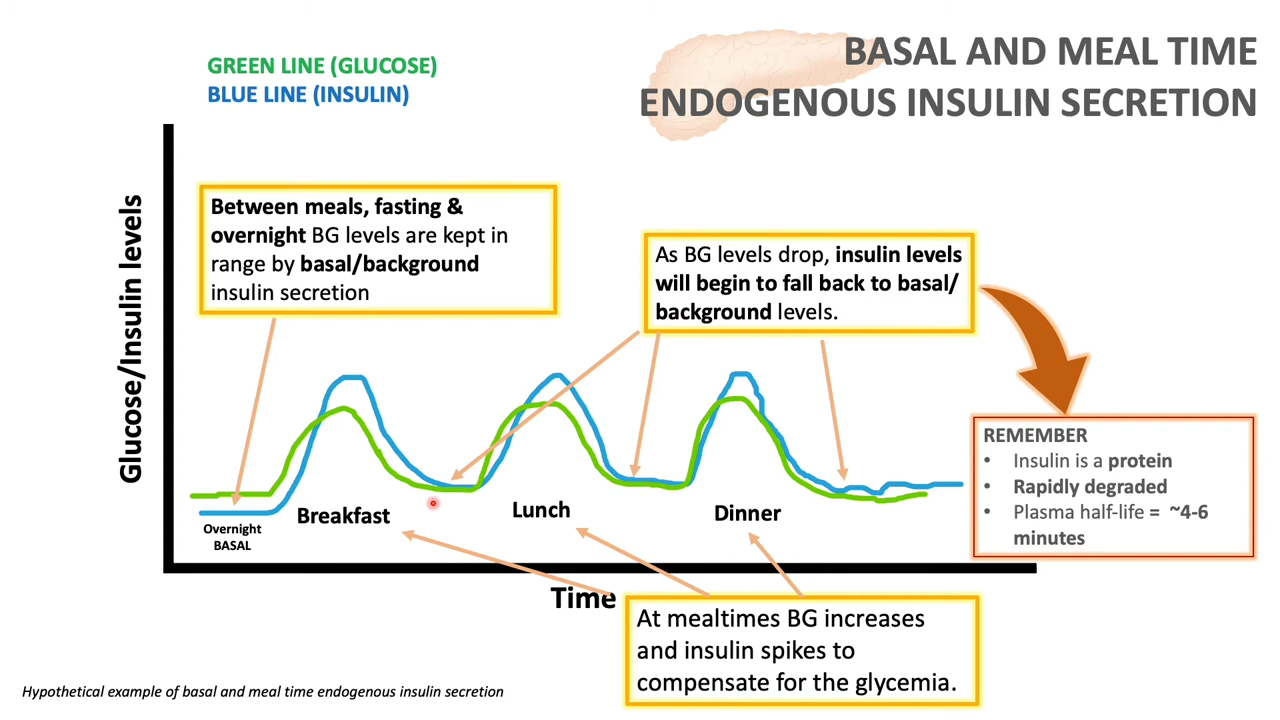 GREEN LINE (GLUCOSE)
BLUE LINE (INSULIN)
BASAL AND MEAL TIME
ENDOGENOUS INSULIN SECRETION
Glucose/Insulin levels
Between meals, fasting &
overnight BG levels are kept in
range by basal/background
insulin secretion
As BG levels drop, insulin levels
will begin to fall back to basal/
background levels.
REMEMBER
• Insulin is a protein
• Rapidly degraded
• Plasma half-life = ~4-6
minutes
Overnight
BASAL
Breakfast
Lunch
Dinner
Time
At mealtimes BG increases
and insulin spikes to
compensate for the glycemia.
Hypothetical example of basal and meal time endogenous insulin secretion